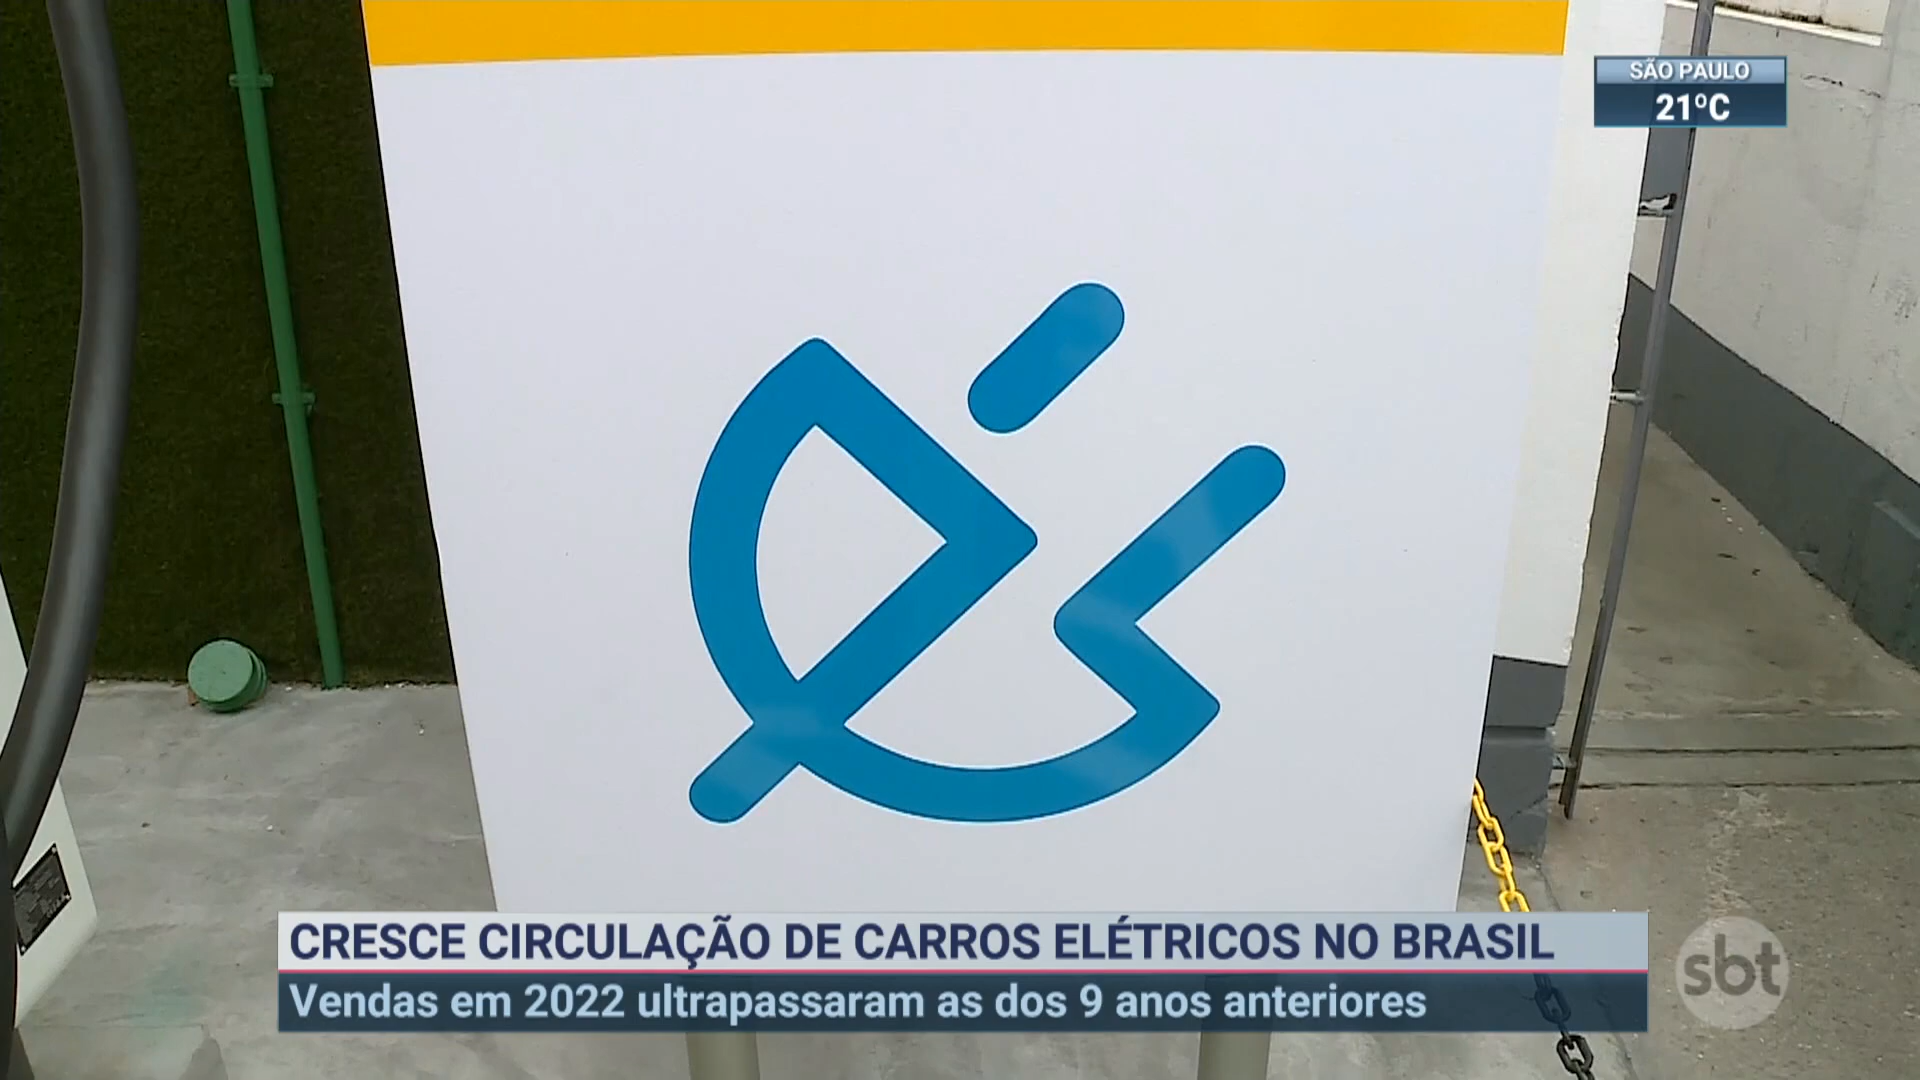 SÃO PAULO
21ºC
CRESCE CIRCULAÇÃO DE CARROS ELÉTRICOS NO BRASIL
Vendas em 2022 ultrapassaram as dos 9 anos anteriores
sbt